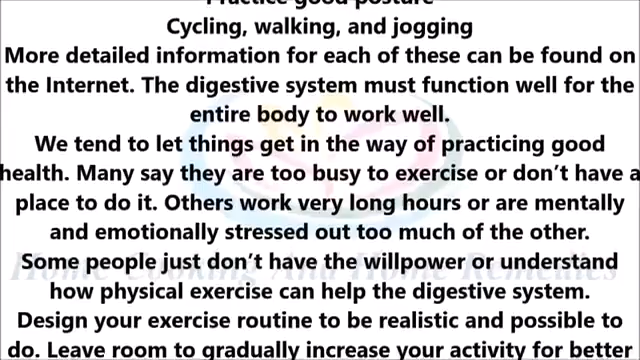 Practice good posture
Cycling, walking, and jogging
More detailed information for each of these can be found on
the Internet. The digestive system must function well for the
entire body to work well.
We tend to let things get in the way of practicing good
health. Many say they are too busy to exercise or don’t have a
place to do it. Others work very long hours or are mentally
and emotionally stressed out too much of the other.
Some people just don’t have the willpower or understand
how physical exercise can help the digestive system.
Design your exercise routine to be realistic and possible to
do. Leave room to gradually increase your activity for better
Home Cooking And Home Remedies